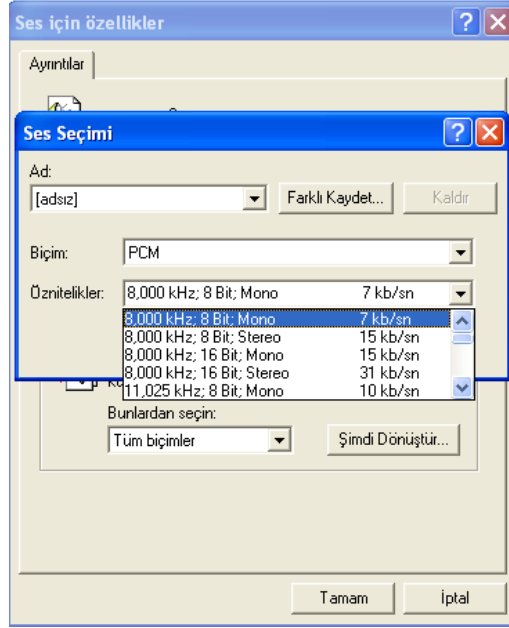 Ses için özellikler
Ayrıntılar
Ses Seçimi
Ad:
[adsız]
Farklı Kaydet...
Kaldır
Biçim:
PCM
Öznitelikler:
8,000 kHz; 8 Bit; Mono 7 kb/sn
8,000 kHz; 8 Bit; Mono 7 kb/sn
8,000 kHz; 8 Bit; Stereo 15 kb/sn
8,000 kHz; 16 Bit; Mono 15 kb/sn
8,000 kHz; 16 Bit; Stereo 31 kb/sn
11,025 kHz; 8 Bit; Mono 10 kb/sn
Bunlardan seçin:
Tüm biçimler
Şimdi Dönüştür...
Tamam
İptal